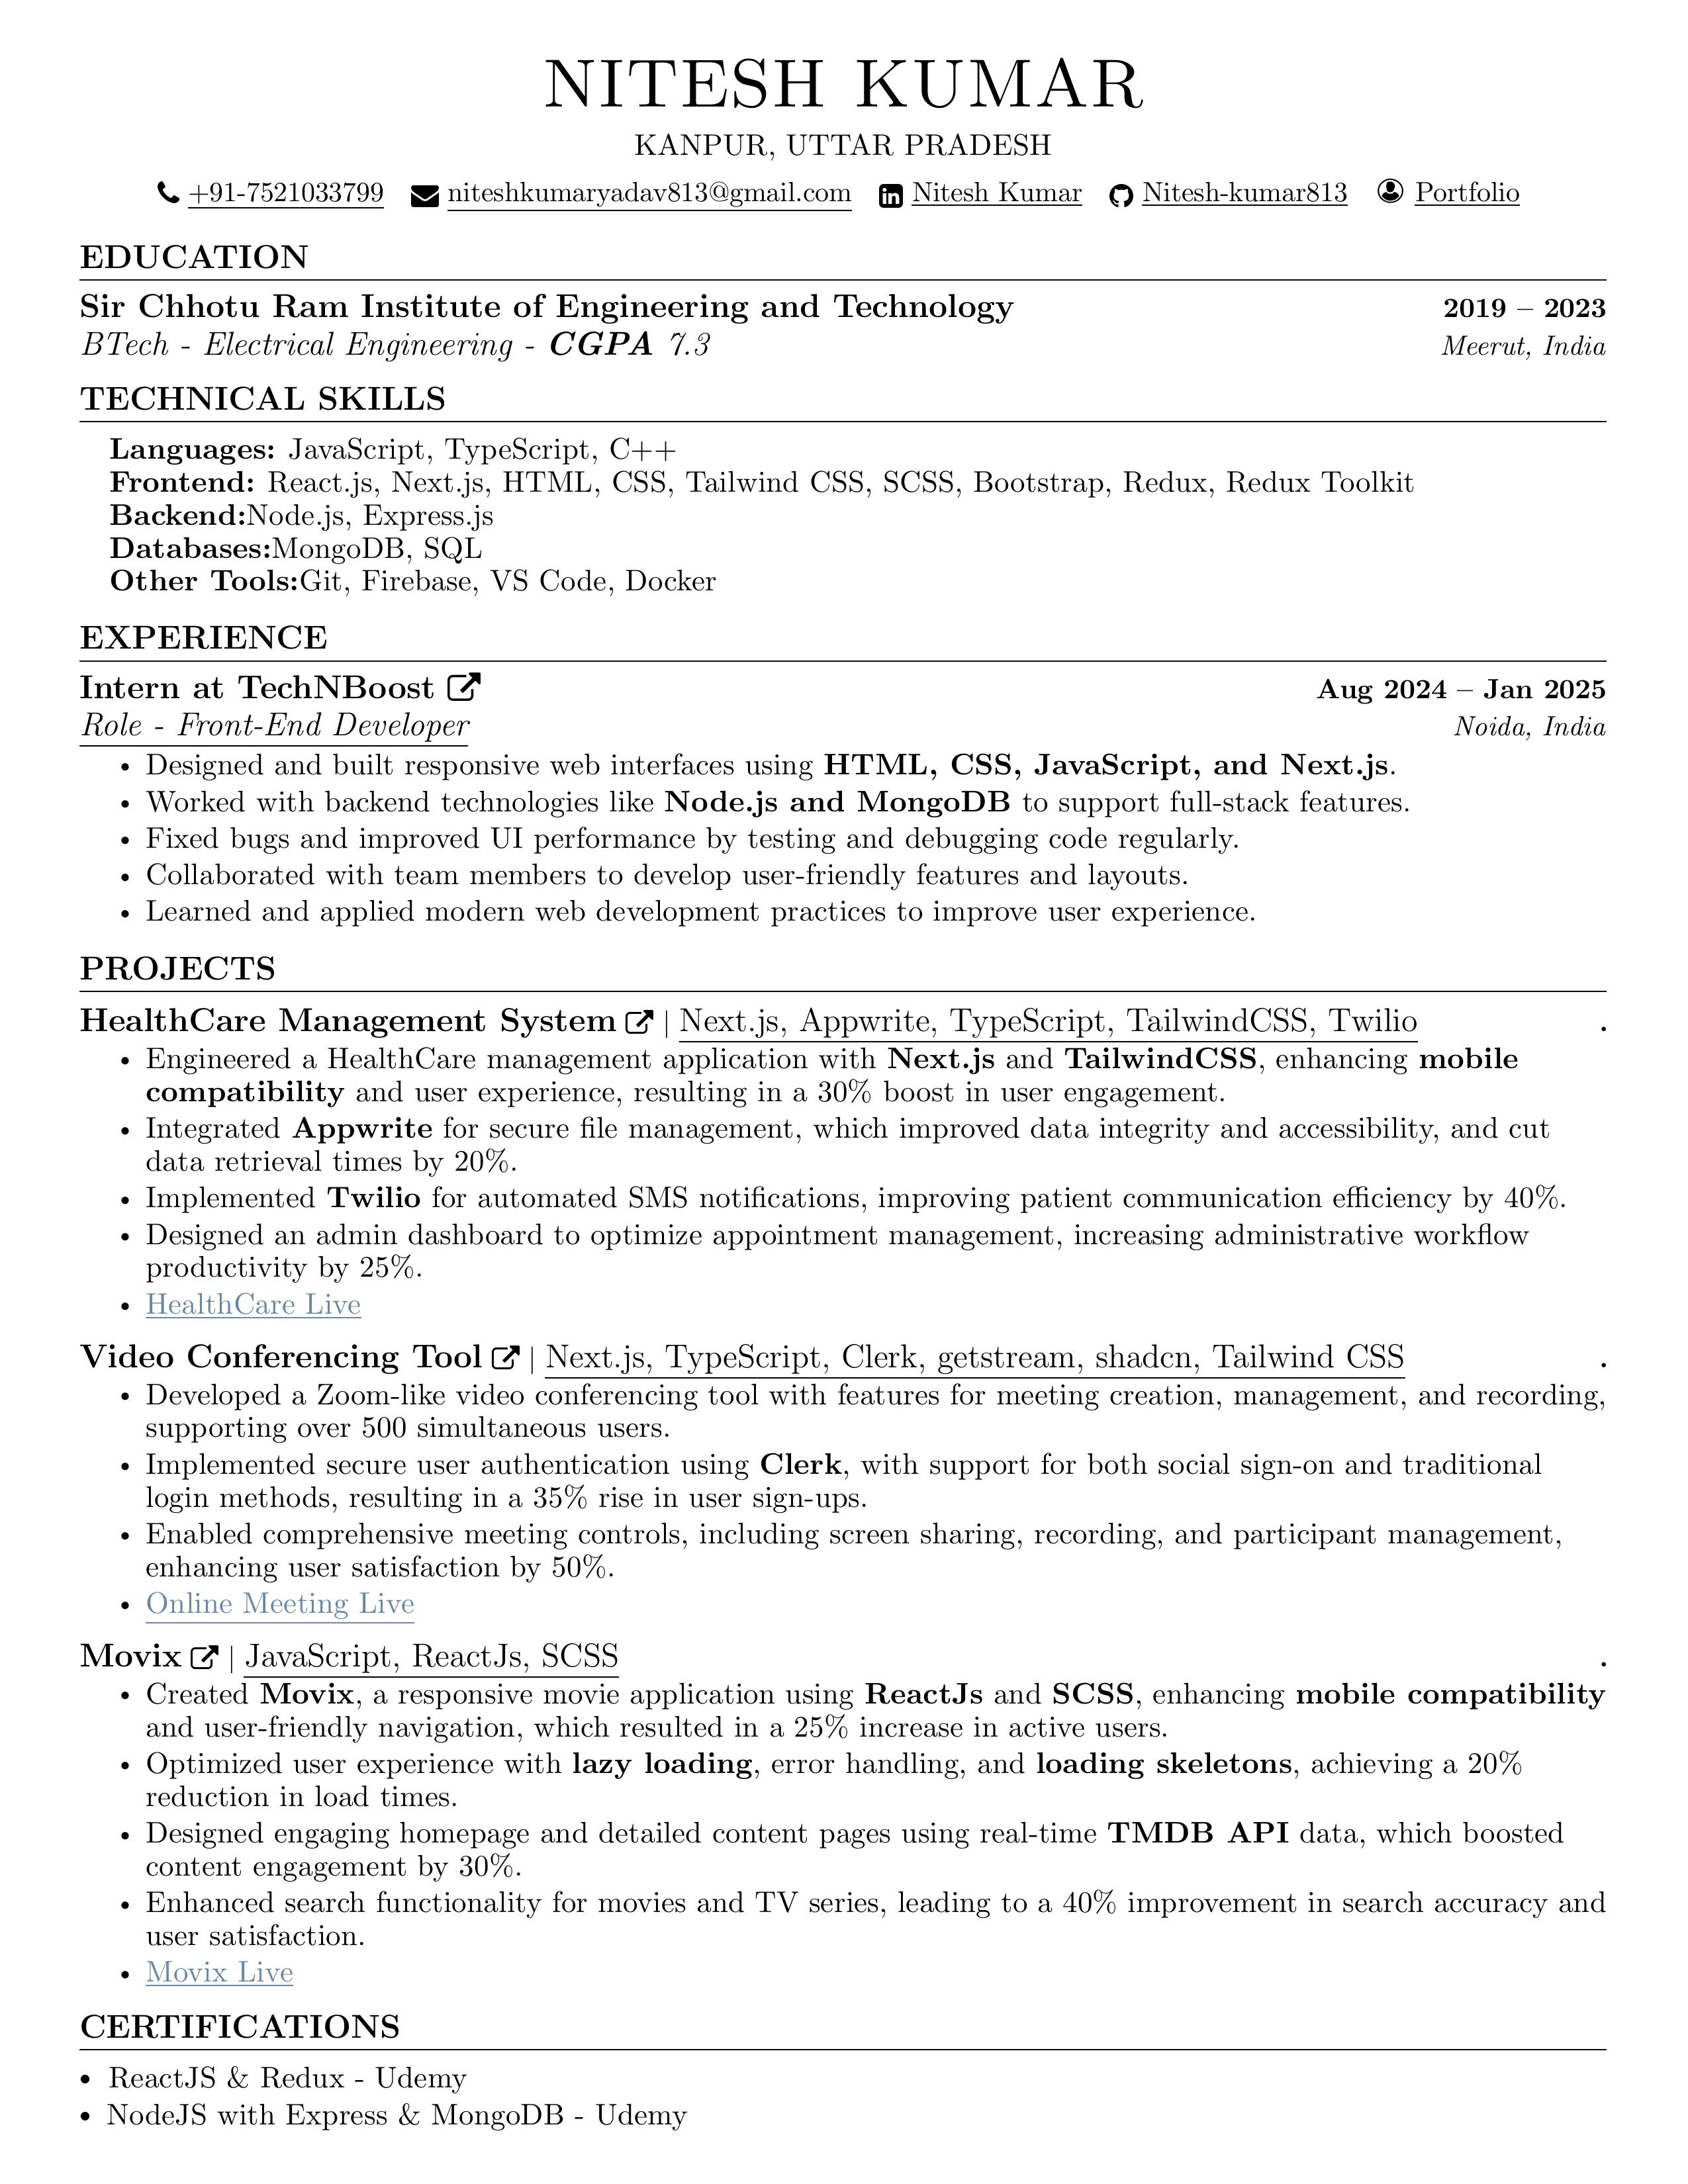 NITESH KUMAR
KANPUR, UTTAR PRADESH
+91-7521033799 niteshkumaryadav813@gmail.com Nitesh Kumar Nitesh-kumar813 Portfolio
EDUCATION
Sir Chhotu Ram Institute of Engineering and Technology 2019 – 2023
BTech - Electrical Engineering - CGPA 7.3 Meerut, India
TECHNICAL SKILLS
Languages: JavaScript, TypeScript, C++
Frontend: React.js, Next.js, HTML, CSS, Tailwind CSS, SCSS, Bootstrap, Redux, Redux Toolkit
Backend:Node.js, Express.js
Databases:MongoDB, SQL
Other Tools:Git, Firebase, VS Code, Docker
EXPERIENCE
Intern at TechNBoost Aug 2024 – Jan 2025
Role - Front-End Developer Noida, India
• Designed and built responsive web interfaces using HTML, CSS, JavaScript, and Next.js.
• Worked with backend technologies like Node.js and MongoDB to support full-stack features.
• Fixed bugs and improved UI performance by testing and debugging code regularly.
• Collaborated with team members to develop user-friendly features and layouts.
• Learned and applied modern web development practices to improve user experience.
PROJECTS
HealthCare Management System | Next.js, Appwrite, TypeScript, TailwindCSS, Twilio .
• Engineered a HealthCare management application with Next.js and TailwindCSS, enhancing mobile
compatibility and user experience, resulting in a 30% boost in user engagement.
• Integrated Appwrite for secure file management, which improved data integrity and accessibility, and cut
data retrieval times by 20%.
• Implemented Twilio for automated SMS notifications, improving patient communication efficiency by 40%.
• Designed an admin dashboard to optimize appointment management, increasing administrative workflow
productivity by 25%.
• HealthCare Live
Video Conferencing Tool | Next.js, TypeScript, Clerk, getstream, shadcn, Tailwind CSS .
• Developed a Zoom-like video conferencing tool with features for meeting creation, management, and recording,
supporting over 500 simultaneous users.
• Implemented secure user authentication using Clerk, with support for both social sign-on and traditional
login methods, resulting in a 35% rise in user sign-ups.
• Enabled comprehensive meeting controls, including screen sharing, recording, and participant management,
enhancing user satisfaction by 50%.
• Online Meeting Live
Movix | JavaScript, ReactJs, SCSS .
• Created Movix, a responsive movie application using ReactJs and SCSS, enhancing mobile compatibility
and user-friendly navigation, which resulted in a 25% increase in active users.
• Optimized user experience with lazy loading, error handling, and loading skeletons, achieving a 20%
reduction in load times.
• Designed engaging homepage and detailed content pages using real-time TMDB API data, which boosted
content engagement by 30%.
• Enhanced search functionality for movies and TV series, leading to a 40% improvement in search accuracy and
user satisfaction.
• Movix Live
CERTIFICATIONS
• ReactJS & Redux - Udemy
• NodeJS with Express & MongoDB - Udemy